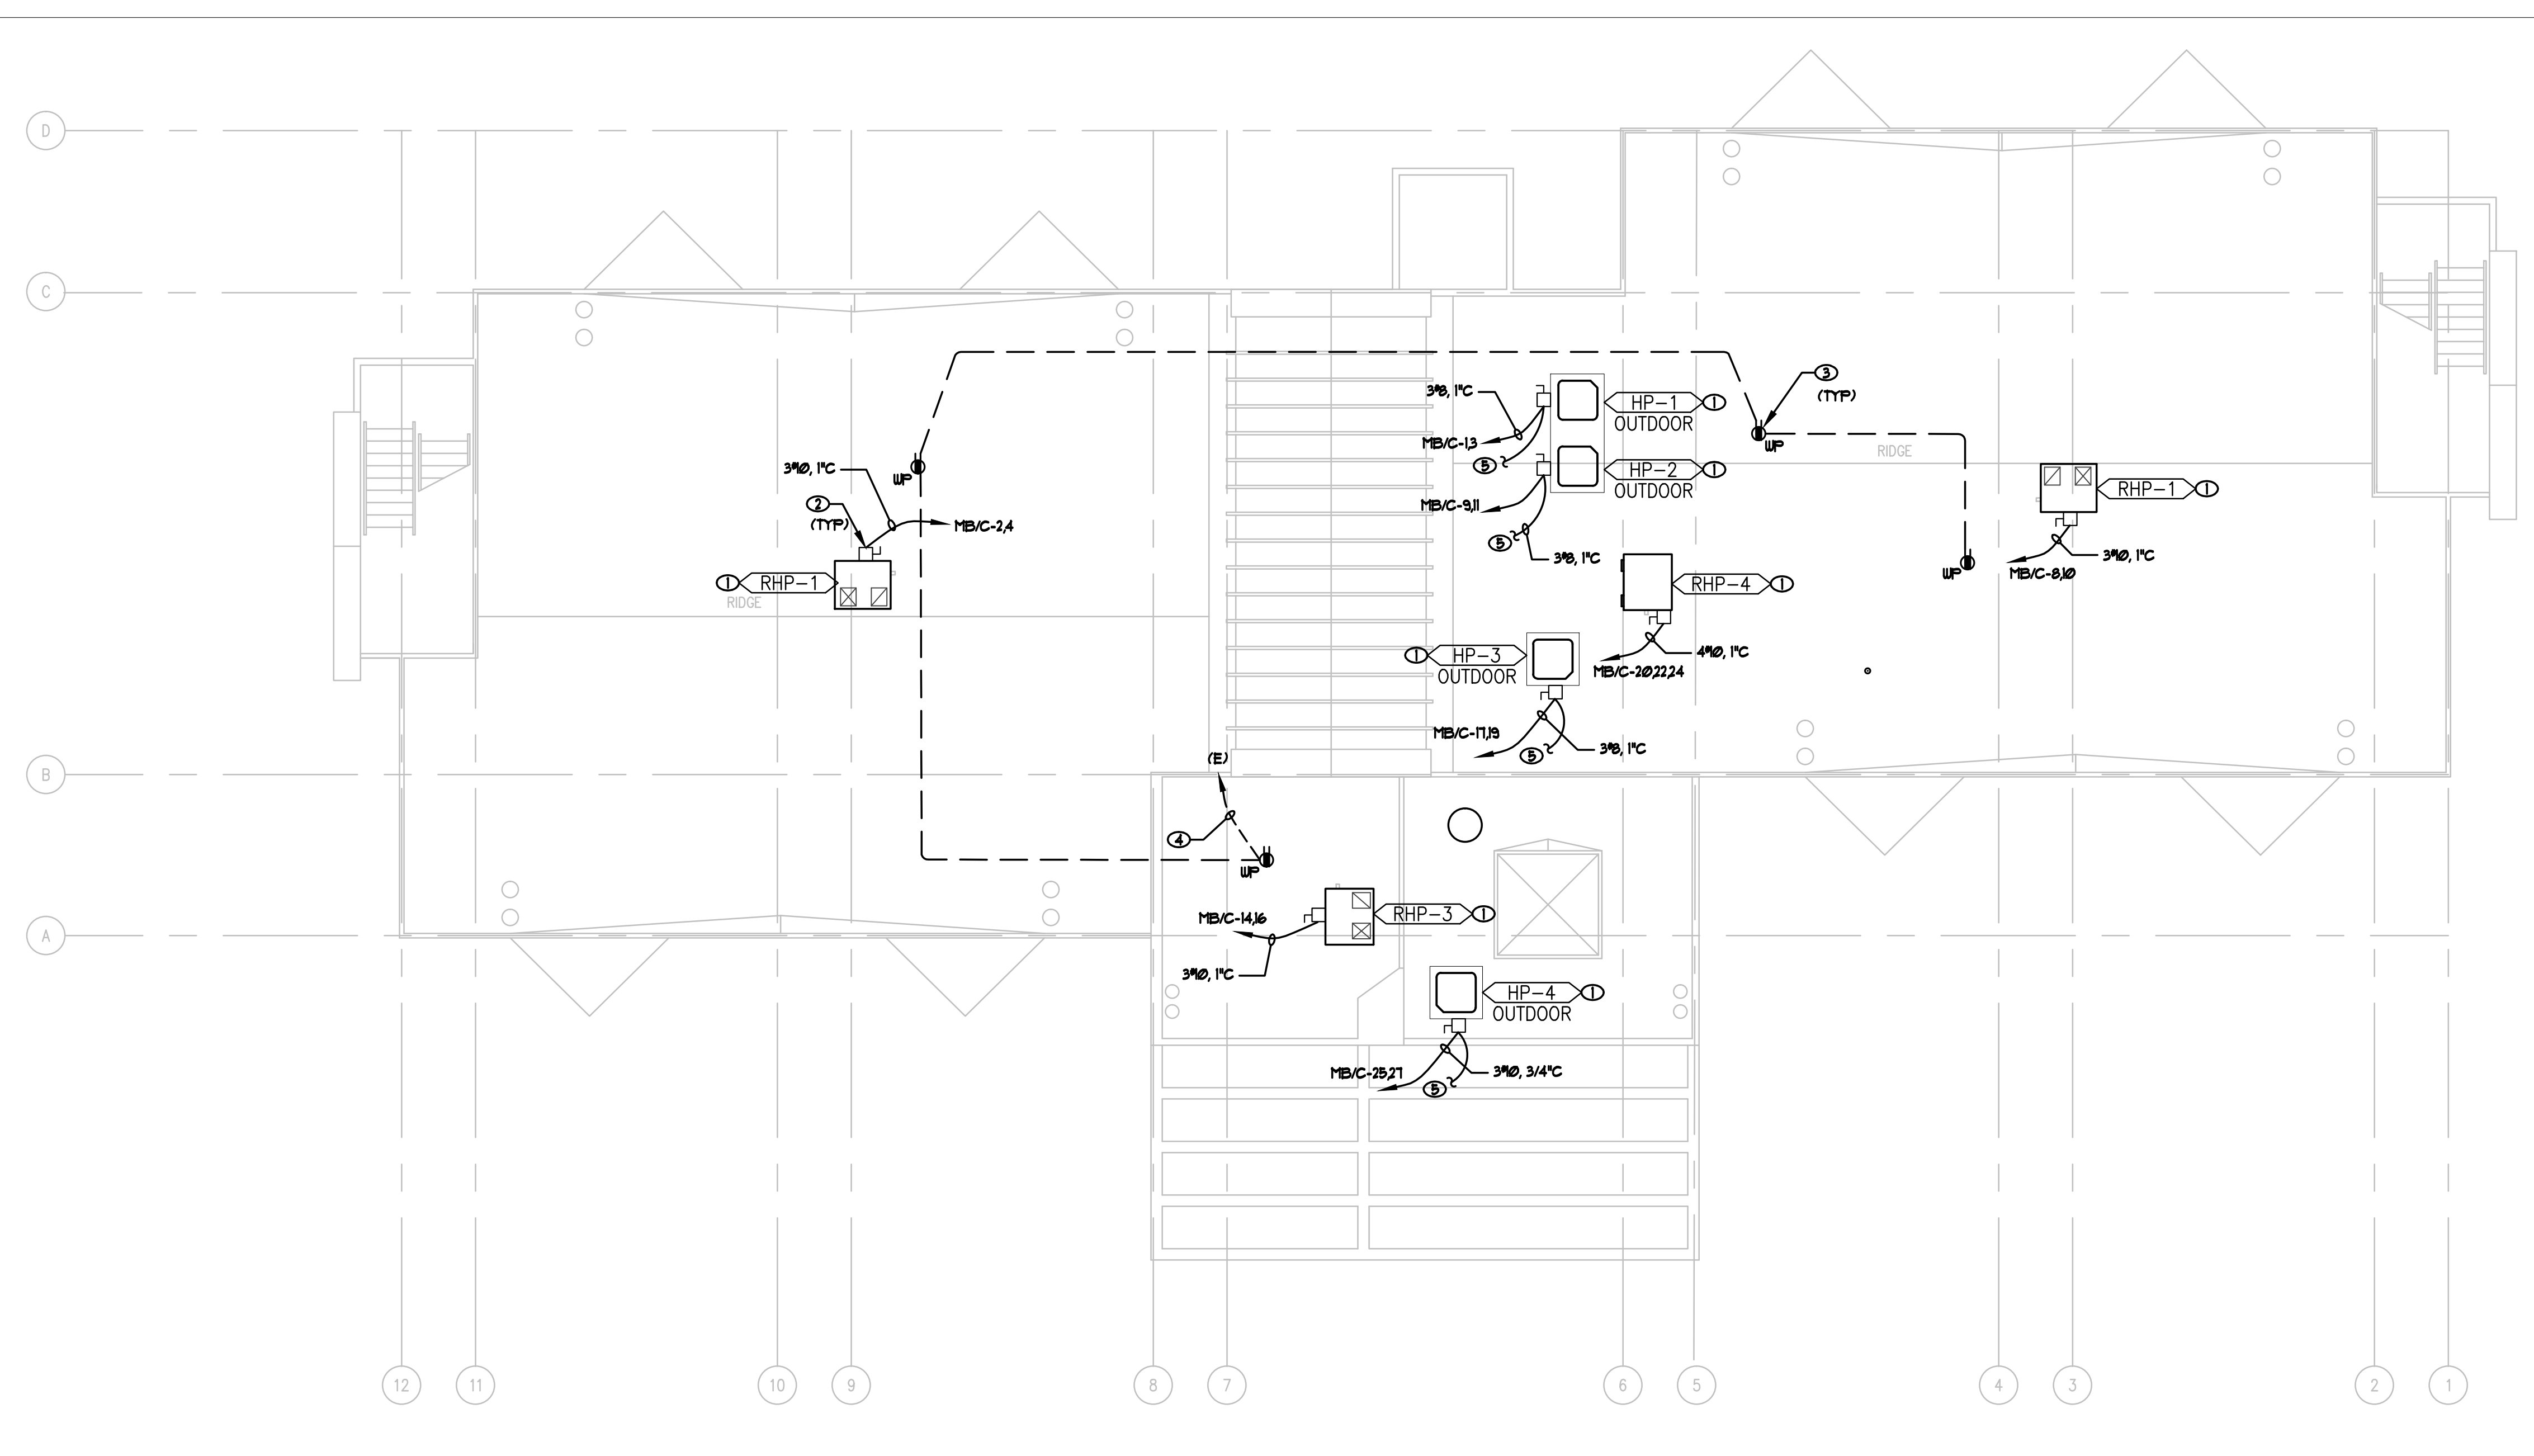 D
C
3#8, 1"C
HP-1
1
OUTDOOR
3
(TYP)
MB/C-1,3
WP
RIDGE
5
HP-2
1
OUTDOOR
3#10, 1"C
WP
2
(TYP)
MB/C-2,4
MB/C-9,11
RHP-1
1
5
3#8, 1"C
3#10, 1"C
WP
MB/C-8,10
1
RHP-1
RIDGE
RHP-4
1
1
HP-3
OUTDOOR
4#10, 1"C
MB/C-20,22,24
MB/C-17,19
3#8, 1"C
5
(E)
B
4
WP
MB/C-14,16
RHP-3
1
A
3#10, 1"C
HP-4
1
OUTDOOR
MB/C-25,27
3#10, 3/4"C
5
12
11
10
9
8
7
6
5
4
3
2
1